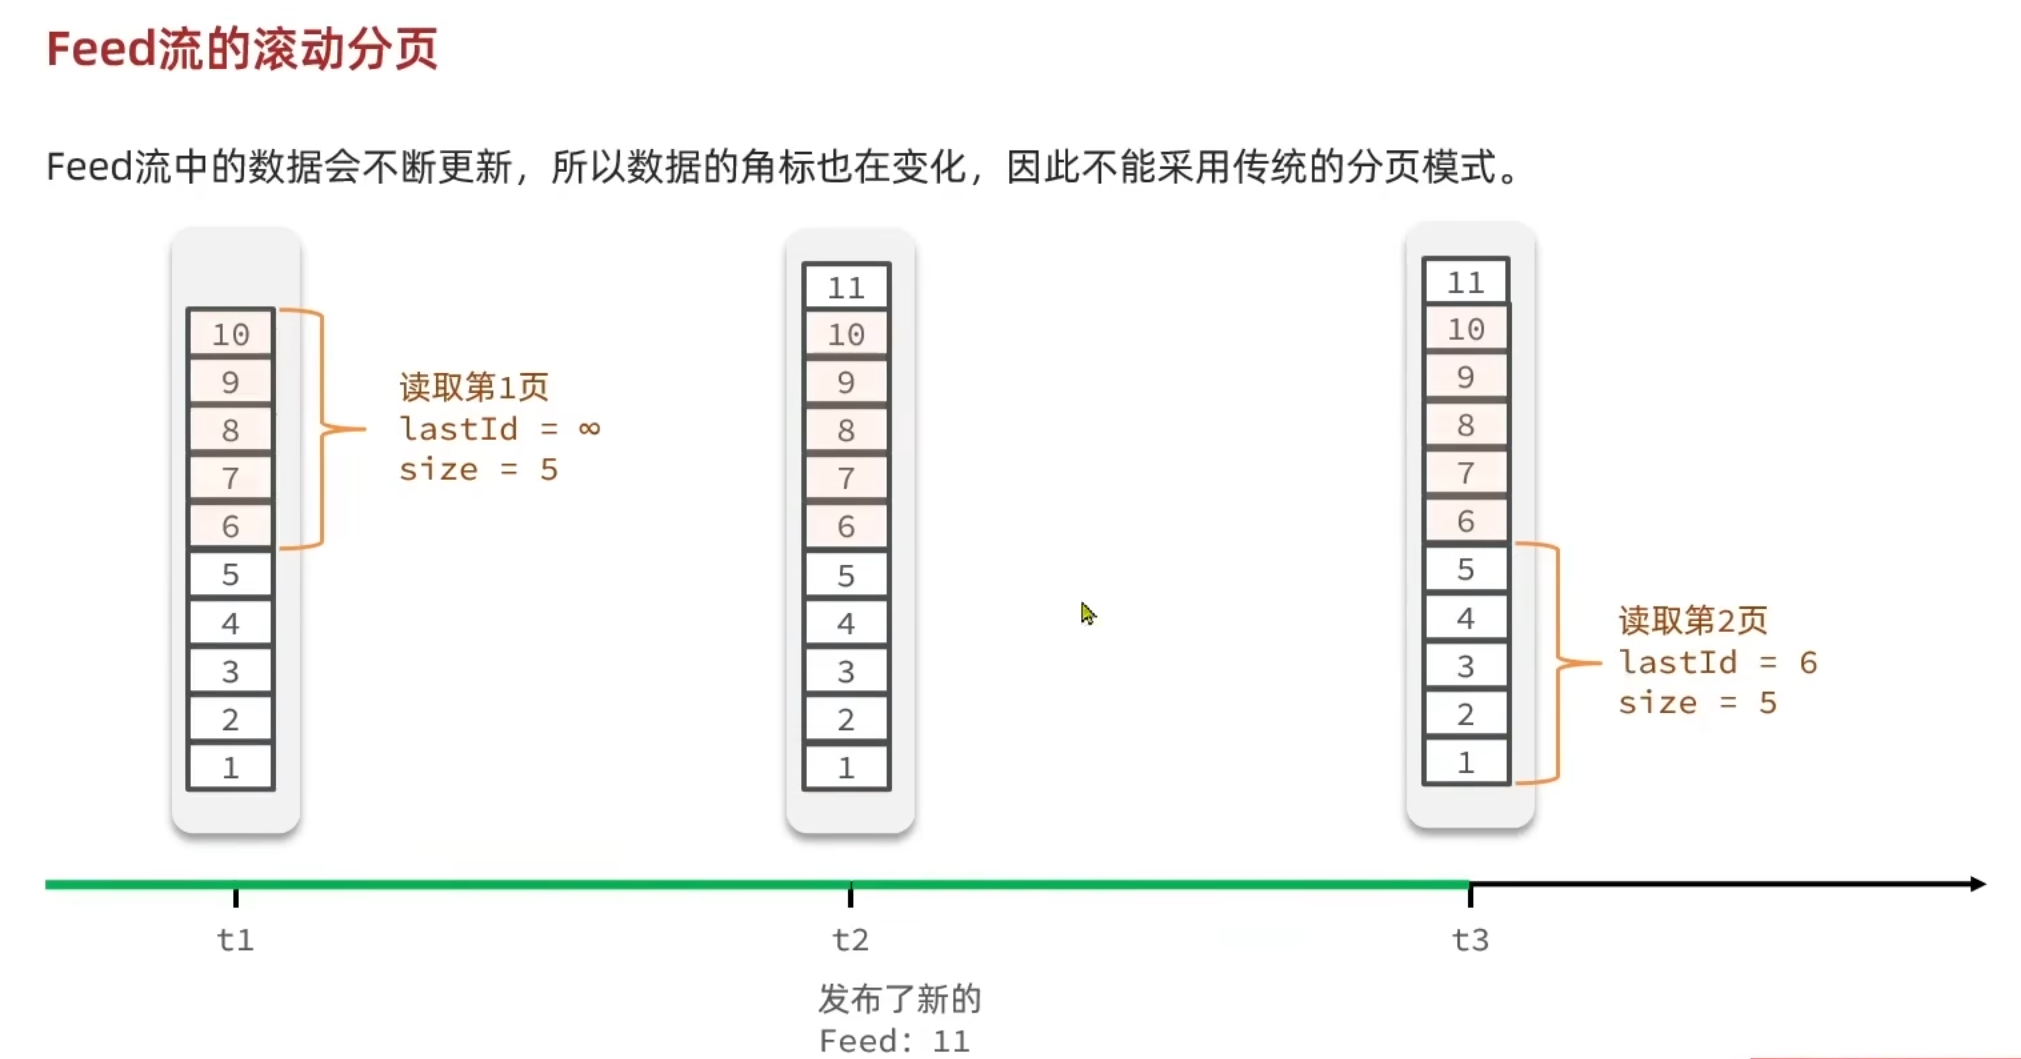 Feed流的滚动分页
Feed流中的数据会不断更新，所以数据的角标也在变化，因此不能采用传统的分页模式。
10
9
8
7
6
5
4
3
2
1
读取第1页
lastId = ∞
size = 5
11
10
9
8
7
6
5
4
3
2
1
11
10
9
8
7
6
5
4
3
2
1
读取第2页
lastId = 6
size = 5
t1
t2
t3
发布了新的
Feed：11